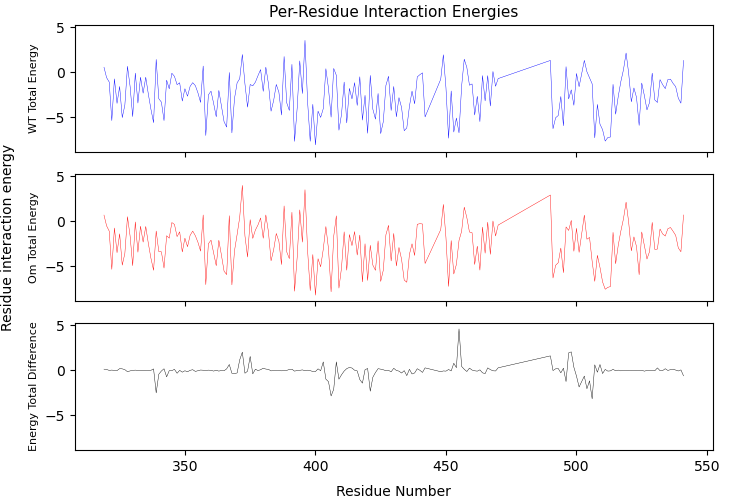 Per-Residue Interaction Energies
5
0
−5
WT Total Energy
5
0
−5
Om Total Energy
Residue interaction energy
5
0
−5
Energy Total Difference
350 400 450 500 550
Residue Number